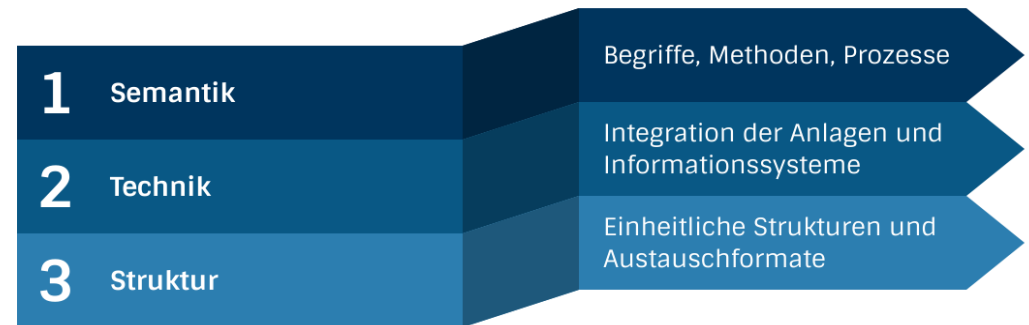 1 Semantik
Begriffe, Methoden, Prozesse
2 Technik
Integration der Anlagen und
Informationssysteme
3 Struktur
Einheitliche Strukturen und
Austauschformate